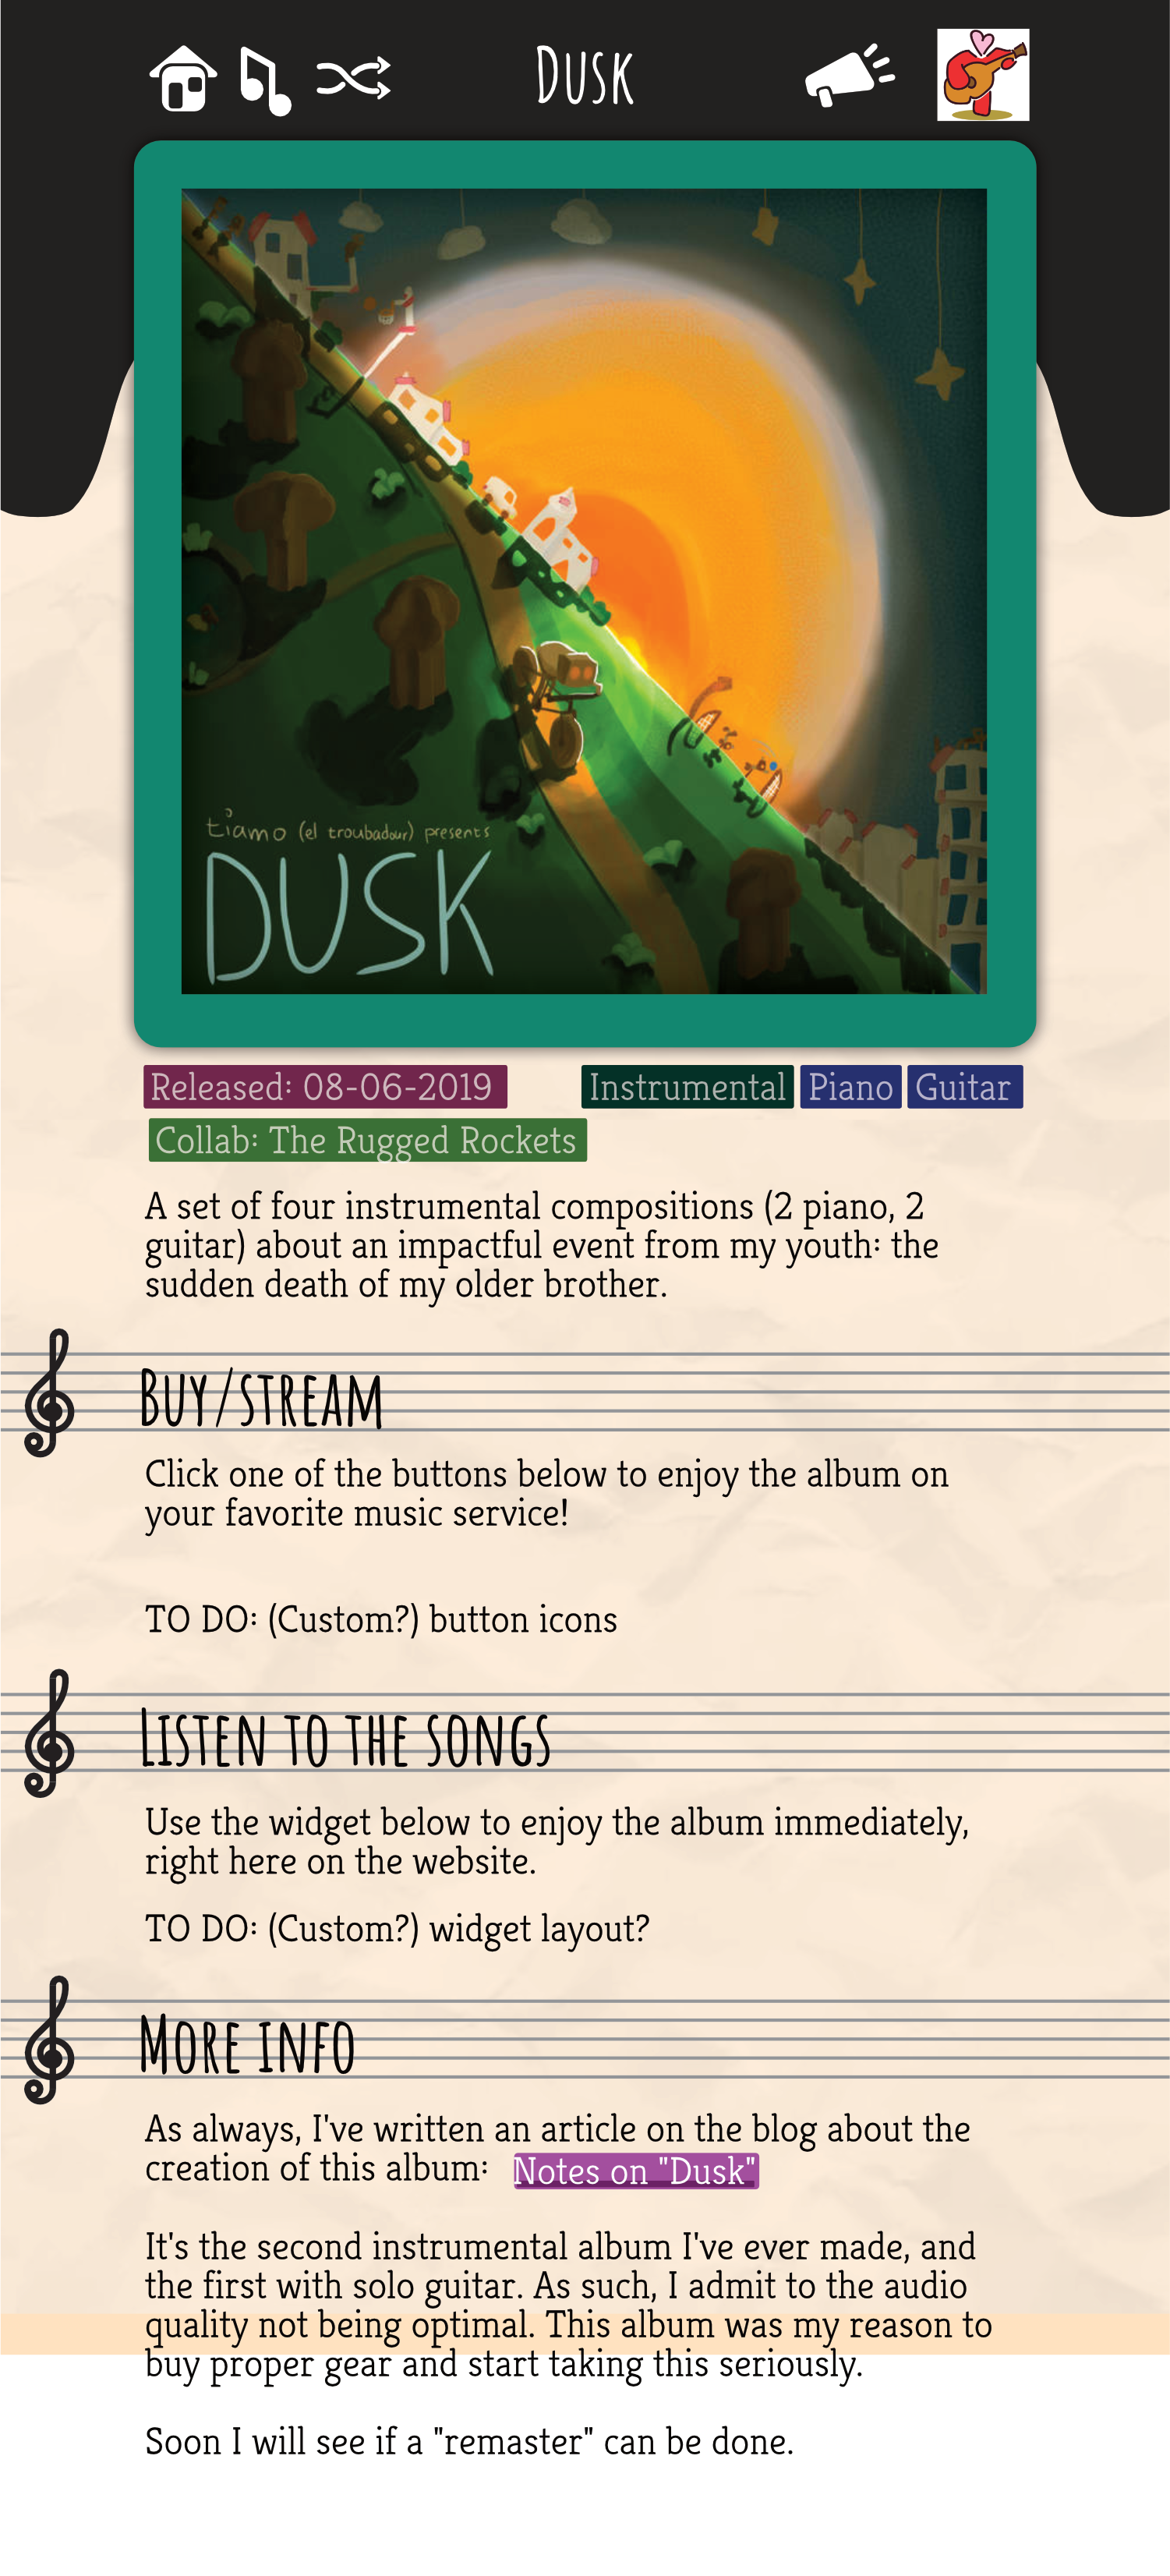 DUSK
tiamo (el troubadour) presents
DUSK
Released: 08-06-2019 Instrumental Piano Guitar
Collab: The Rugged Rockets
A set of four instrumental compositions (2 piano, 2
guitar) about an impactful event from my youth: the
sudden death of my older brother.
BUY/STREAM
Click one of the buttons below to enjoy the album on
your favorite music service!
TO DO: (Custom?) button icons
LISTEN TO THE SONGS
Use the widget below to enjoy the album immediately,
right here on the website.
TO DO: (Custom?) widget layout?
MORE INFO
As always, I've written an article on the blog about the
creation of this album: Notes on "Dusk"
It's the second instrumental album I've ever made, and
the first with solo guitar. As such, I admit to the audio
quality not being optimal. This album was my reason to
buy proper gear and start taking this seriously.
Soon I will see if a "remaster" can be done.